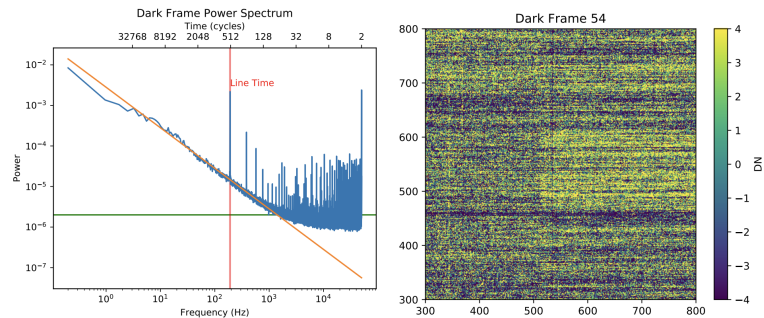 Dark Frame Power Spectrum
Time (cycles)
32768 8192 2048 512 128 32 8 2
Line Time
Power
10⁻²
10⁻³
10⁻⁴
10⁻⁵
10⁻⁶
10⁻⁷
10⁰ 10¹ 10² 10³ 10⁴
Frequency (Hz)
Dark Frame 54
800
700
600
500
400
300
300 400 500 600 700 800
4
3
2
1
0
−1
−2
−3
−4
DN